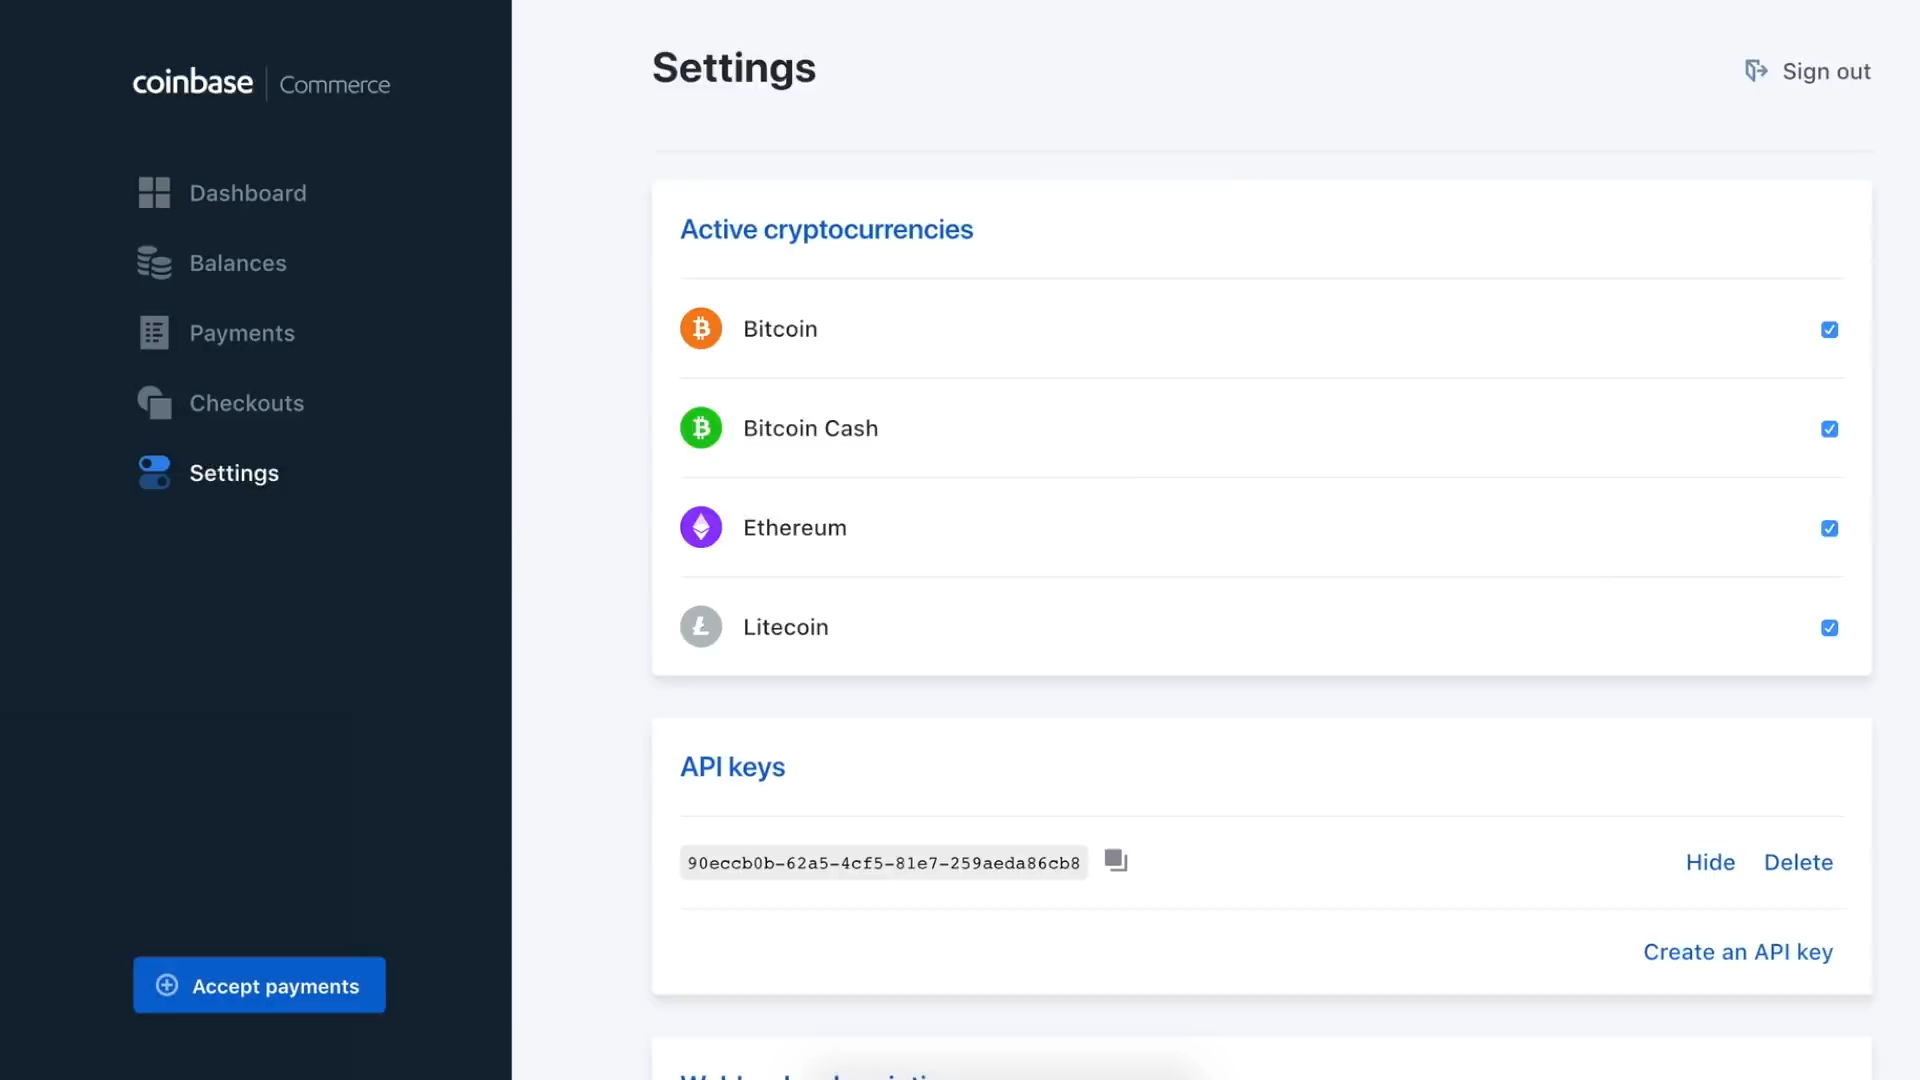 coinbase | Commerce
Dashboard
Balances
Payments
Checkouts
Settings
Accept payments
Settings
Sign out
Active cryptocurrencies
Bitcoin
Bitcoin Cash
Ethereum
Litecoin
API keys
90eccb0b-62a5-4cf5-81e7-259aeda86cb8
Hide
Delete
Create an API key